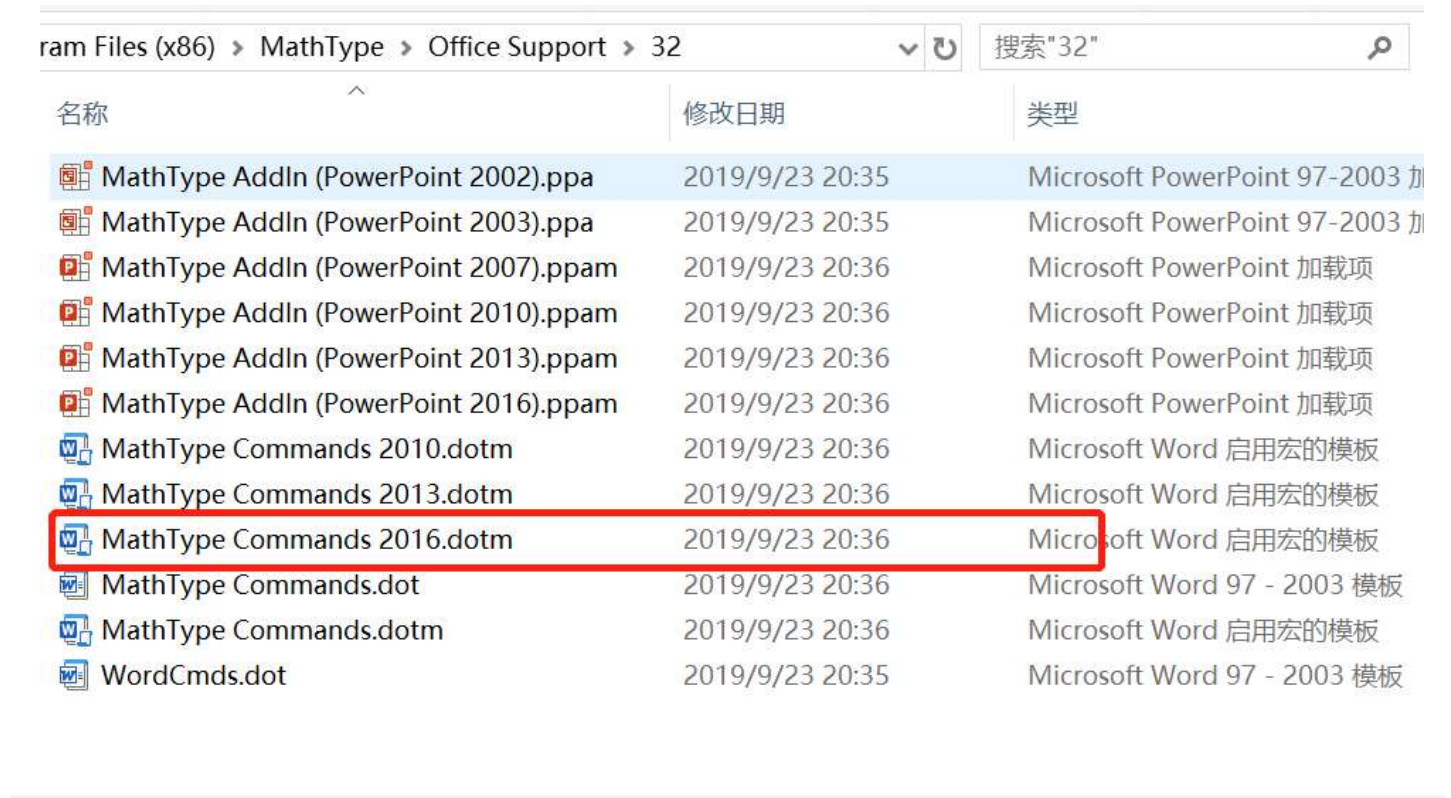 ram Files (x86) > MathType > Office Support > 32 搜索"32"
名称 修改日期 类型
MathType AddIn (PowerPoint 2002).ppa 2019/9/23 20:35 Microsoft PowerPoint 97-2003
MathType AddIn (PowerPoint 2003).ppa 2019/9/23 20:35 Microsoft PowerPoint 97-2003
MathType AddIn (PowerPoint 2007).ppam 2019/9/23 20:36 Microsoft PowerPoint 加载项
MathType AddIn (PowerPoint 2010).ppam 2019/9/23 20:36 Microsoft PowerPoint 加载项
MathType AddIn (PowerPoint 2013).ppam 2019/9/23 20:36 Microsoft PowerPoint 加载项
MathType AddIn (PowerPoint 2016).ppam 2019/9/23 20:36 Microsoft PowerPoint 加载项
MathType Commands 2010.dotm 2019/9/23 20:36 Microsoft Word 启用宏的模板
MathType Commands 2013.dotm 2019/9/23 20:36 Microsoft Word 启用宏的模板
MathType Commands 2016.dotm 2019/9/23 20:36 Microsoft Word 启用宏的模板
MathType Commands.dot 2019/9/23 20:36 Microsoft Word 97 - 2003 模板
MathType Commands.dotm 2019/9/23 20:36 Microsoft Word 启用宏的模板
WordCmds.dot 2019/9/23 20:35 Microsoft Word 97 - 2003 模板